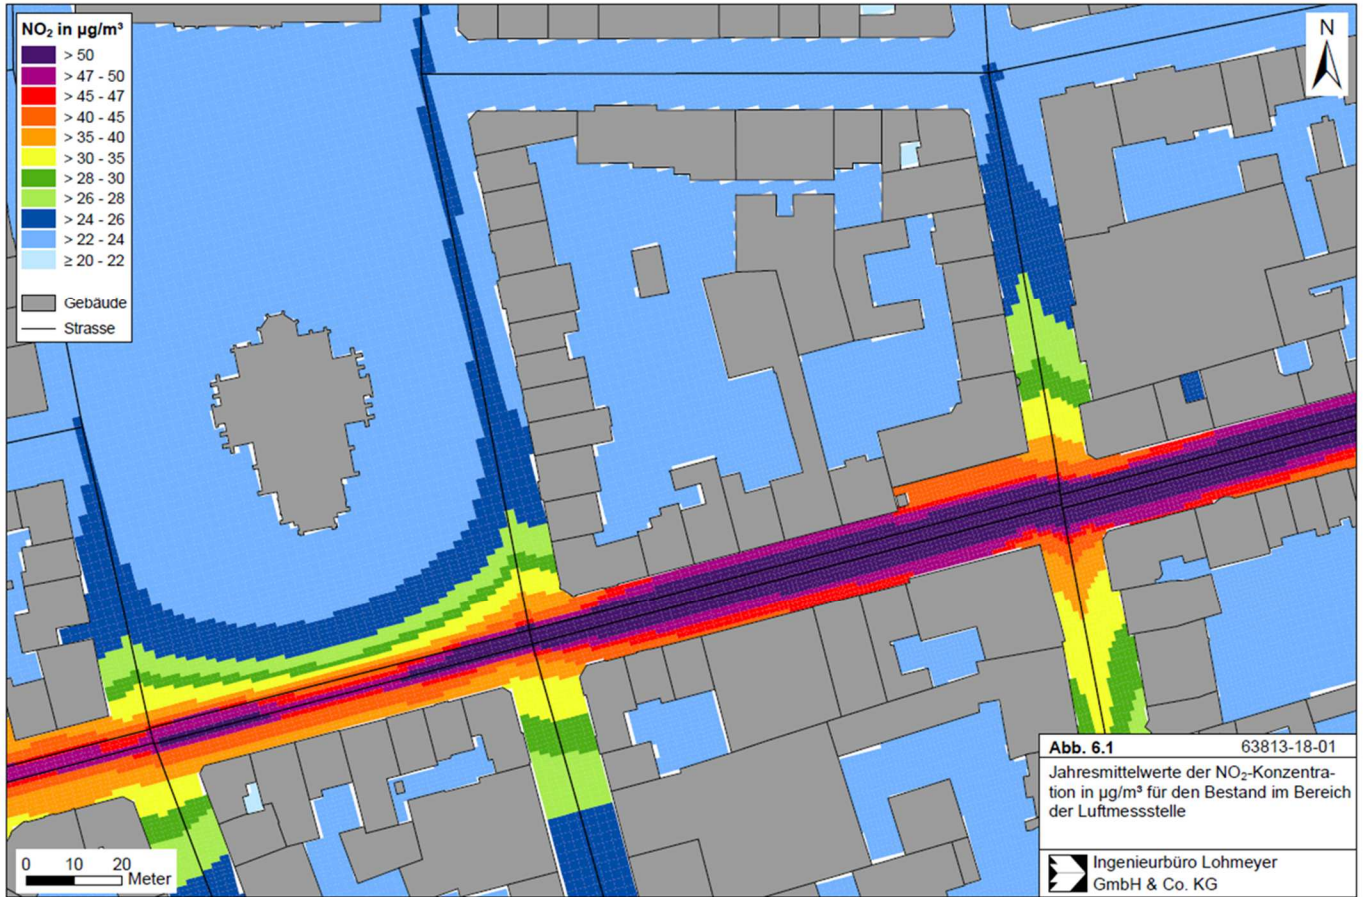 NO₂ in µg/m³
> 50
> 47 - 50
> 45 - 47
> 40 - 45
> 35 - 40
> 30 - 35
> 28 - 30
> 26 - 28
> 24 - 26
> 22 - 24
≥ 20 - 22
Gebäude
Strasse
N
0 10 20
Meter
Abb. 6.1 63813-18-01
Jahresmittelwerte der NO₂-Konzentra-
tion in µg/m³ für den Bestand im Bereich
der Luftmessstelle
Ingenieurbüro Lohmeyer
GmbH & Co. KG